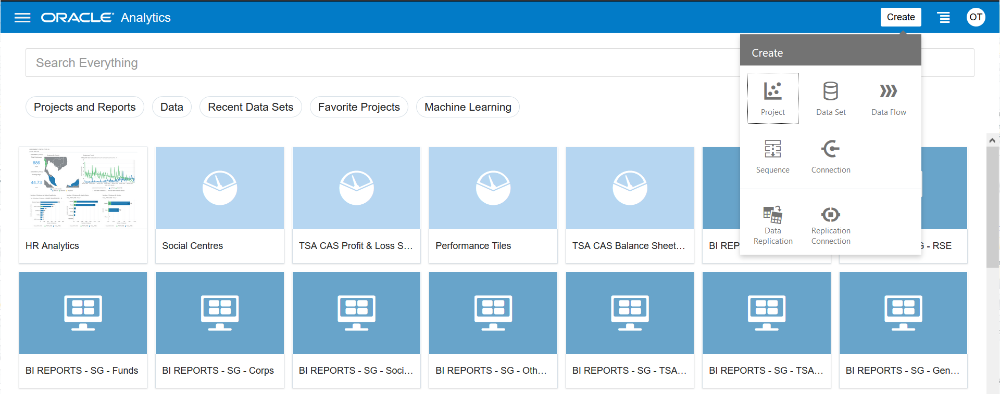 ORACLE Analytics
Create
OT
Search Everything
Create
Project
Data Set
Data Flow
Sequence
Connection
Data
Replication
Replication
Connection
Projects and Reports
Data
Recent Data Sets
Favorite Projects
Machine Learning
886
44.73
HR Analytics
Social Centres
TSA CAS Profit & Loss S...
Performance Tiles
TSA CAS Balance Sheet...
BI REP
- RSE
BI REPORTS - SG - Funds
BI REPORTS - SG - Corps
BI REPORTS - SG - Soci...
BI REPORTS - SG - Oth...
BI REPORTS - SG - TSA...
BI REPORTS - SG - TSA...
BI REPORTS - SG - Gen...